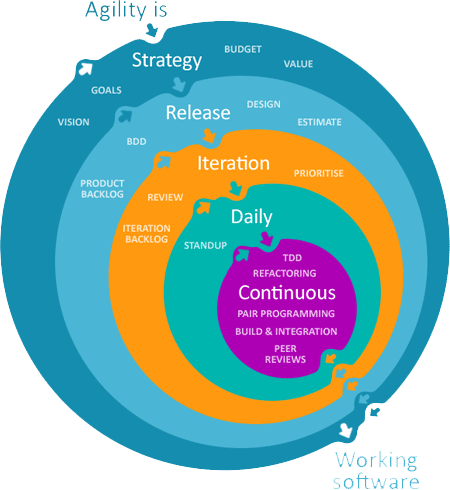 Agility is
Strategy
BUDGET
VALUE
GOALS
VISION
Release
DESIGN
ESTIMATE
BDD
PRODUCT
BACKLOG
Iteration
PRIORITISE
REVIEW
ITERATION
BACKLOG
Daily
STANDUP
TDD
REFACTORING
Continuous
PAIR PROGRAMMING
BUILD & INTEGRATION
PEER
REVIEWS
Working
software